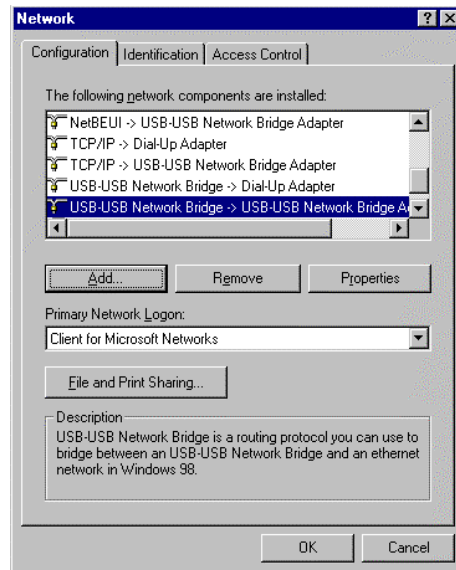 Network
Configuration Identification Access Control
The following network components are installed:
NetBEUI -> USB-USB Network Bridge Adapter
TCP/IP -> Dial-Up Adapter
TCP/IP -> USB-USB Network Bridge Adapter
USB-USB Network Bridge -> Dial-Up Adapter
USB-USB Network Bridge -> USB-USB Network Bridge A
Add... Remove Properties
Primary Network Logon:
Client for Microsoft Networks
File and Print Sharing...
Description
USB-USB Network Bridge is a routing protocol you can use to
bridge between an USB-USB Network Bridge and an ethernet
network in Windows 98.
OK Cancel